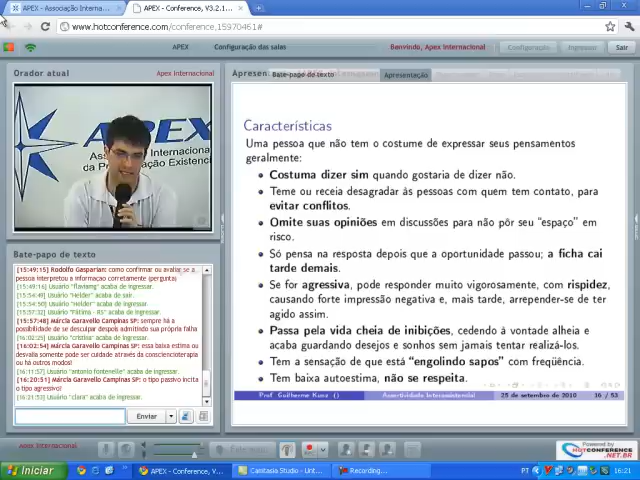 APEX - Associação Interna...
APEX - Conference, V3.2.1...
www.hotconference.com/conference_15970461#
APEX
Configuração das salas
Benvindo, Apex Internacional
Configuração
Ingresso
Sair
Orador atual
Apex Internacional
Apresen
Bate-papo de texto
Apresentação
APEX
Associação Internacional
da Programação Existencial
Características
Uma pessoa que não tem o costume de expressar seus pensamentos
geralmente:
Costuma dizer sim quando gostaria de dizer não.
Teme ou receia desagradar às pessoas com quem tem contato, para
evitar conflitos.
Omite suas opiniões em discussões para não pôr seu "espaço" em
risco.
Só pensa na resposta depois que a oportunidade passou; a ficha cai
tarde demais.
Se for agressiva, pode responder muito vigorosamente, com rispidez,
causando forte impressão negativa e, mais tarde, arrepender-se de ter
agido assim.
Passa pela vida cheia de inibições, cedendo à vontade alheia e
acaba guardando desejos e sonhos sem jamais tentar realizá-los.
Tem a sensação de que está "engolindo sapos" com freqüência.
Tem baixa autoestima, não se respeita.
Prof Guilherme Kunz ()
Assertividade Interassistencial
25 de setembro de 2010
16 / 53
Bate-papo de texto
[15:49:15] Rodolfo Gasparian: como confirmar ou avaliar se a
pessoa interpretou a informacao corretamente (pergunta)
[15:49:16] Usuário "flaviamg" acaba de ingressar.
[15:54:49] Usuário "Helder" acaba de sair.
[15:54:50] Usuário "Helder" acaba de ingressar.
[15:57:35] Usuário "Fátima - RS" acaba de ingressar.
[15:57:48] Márcia Garavello Campinas SP: sempre há a
possibilidade de se desculpar depois admitindo sua própria falha
[16:02:25] Usuário "cristina" acaba de ingressar.
[16:02:54] Márcia Garavello Campinas SP: essa baixa estima ou
desvalia somente pode ser cuidade através da consciencioterapia
ou há outros modos!
[16:11:57] Usuário "antonio fontenelle" acaba de ingressar.
[16:20:51] Márcia Garavello Campinas SP: o tipo passivo incita
o tipo agressivo?
[16:21:53] Usuário "clara" acaba de ingressar.
Enviar
Apex Internacional
Powered by
HOTCONFERENCE
.NET.BR
Iniciar
APEX - Conference, V...
Camtasia Studio - Unt...
Recording...
PT
16:21